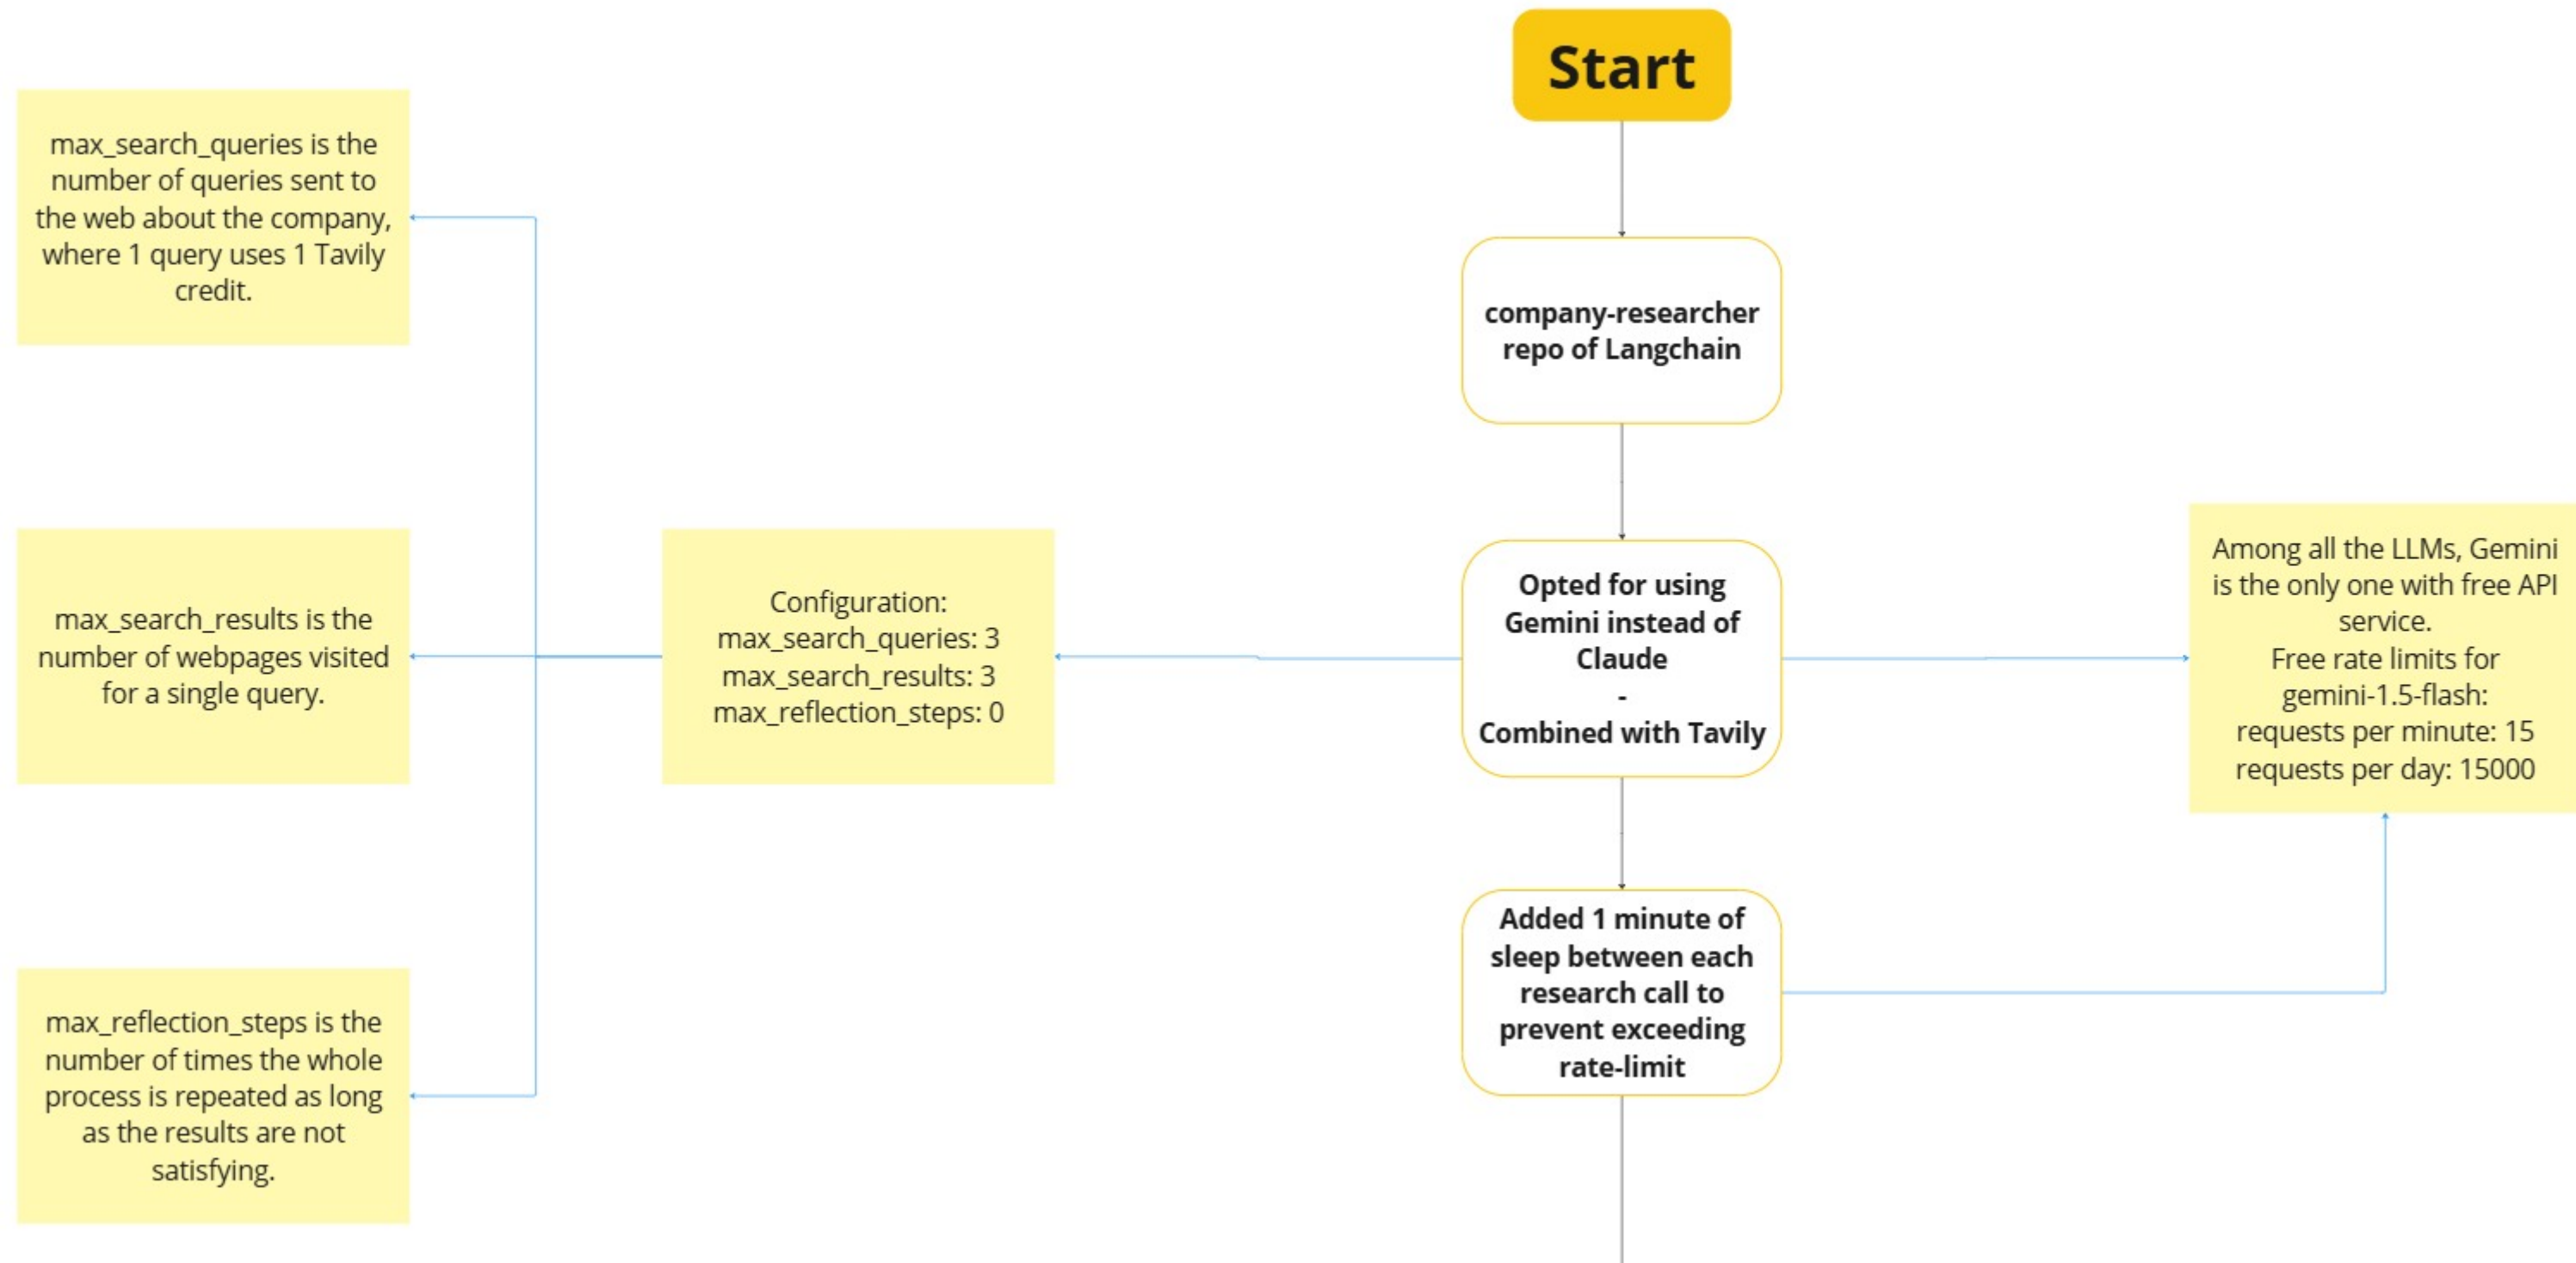 Start
company-researcher
repo of Langchain
Opted for using
Gemini instead of
Claude
-
Combined with Tavily
Added 1 minute of
sleep between each
research call to
prevent exceeding
rate-limit
Configuration:
max_search_queries: 3
max_search_results: 3
max_reflection_steps: 0
max_search_queries is the
number of queries sent to
the web about the company,
where 1 query uses 1 Tavily
credit.
max_search_results is the
number of webpages visited
for a single query.
max_reflection_steps is the
number of times the whole
process is repeated as long
as the results are not
satisfying.
Among all the LLMs, Gemini
is the only one with free API
service.
Free rate limits for
gemini-1.5-flash:
requests per minute: 15
requests per day: 15000